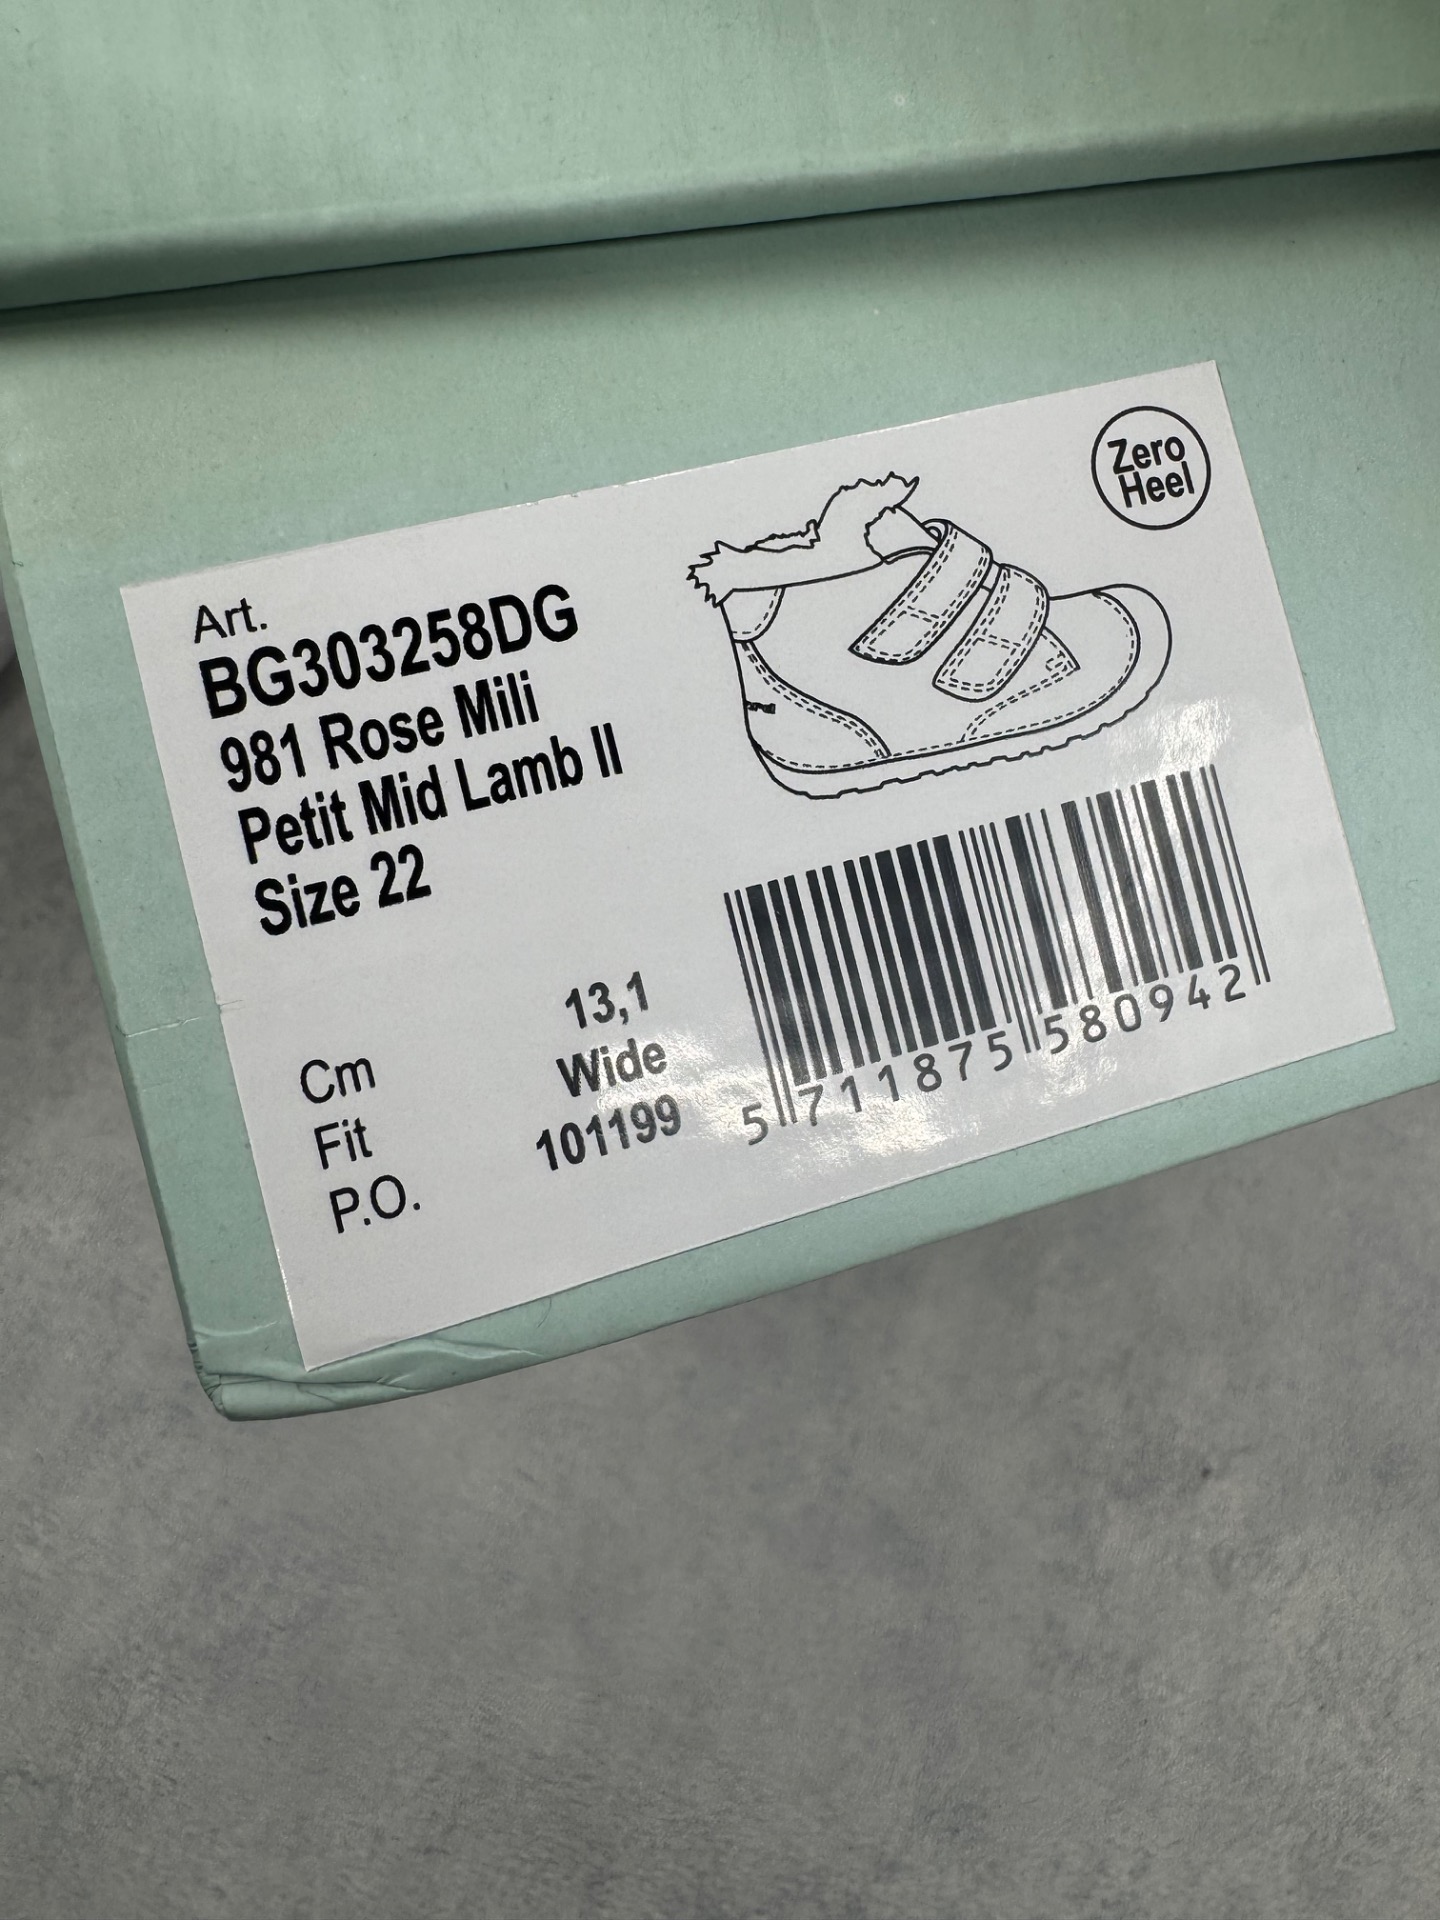 Zero
Heel
Art.
BG303258DG
981 Rose Mili
Petit Mid Lamb II
Size 22
Cm 13,1
Fit Wide
P.O. 101199
5 711875 580942